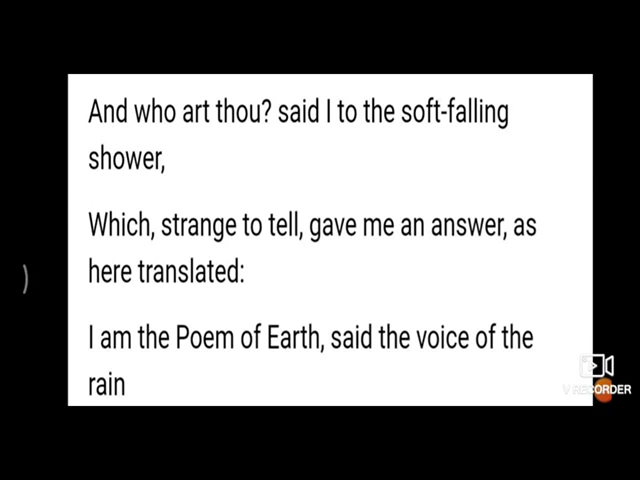 And who art thou? said I to the soft-falling
shower,
Which, strange to tell, gave me an answer, as
here translated:
I am the Poem of Earth, said the voice of the
rain
V RECORDER